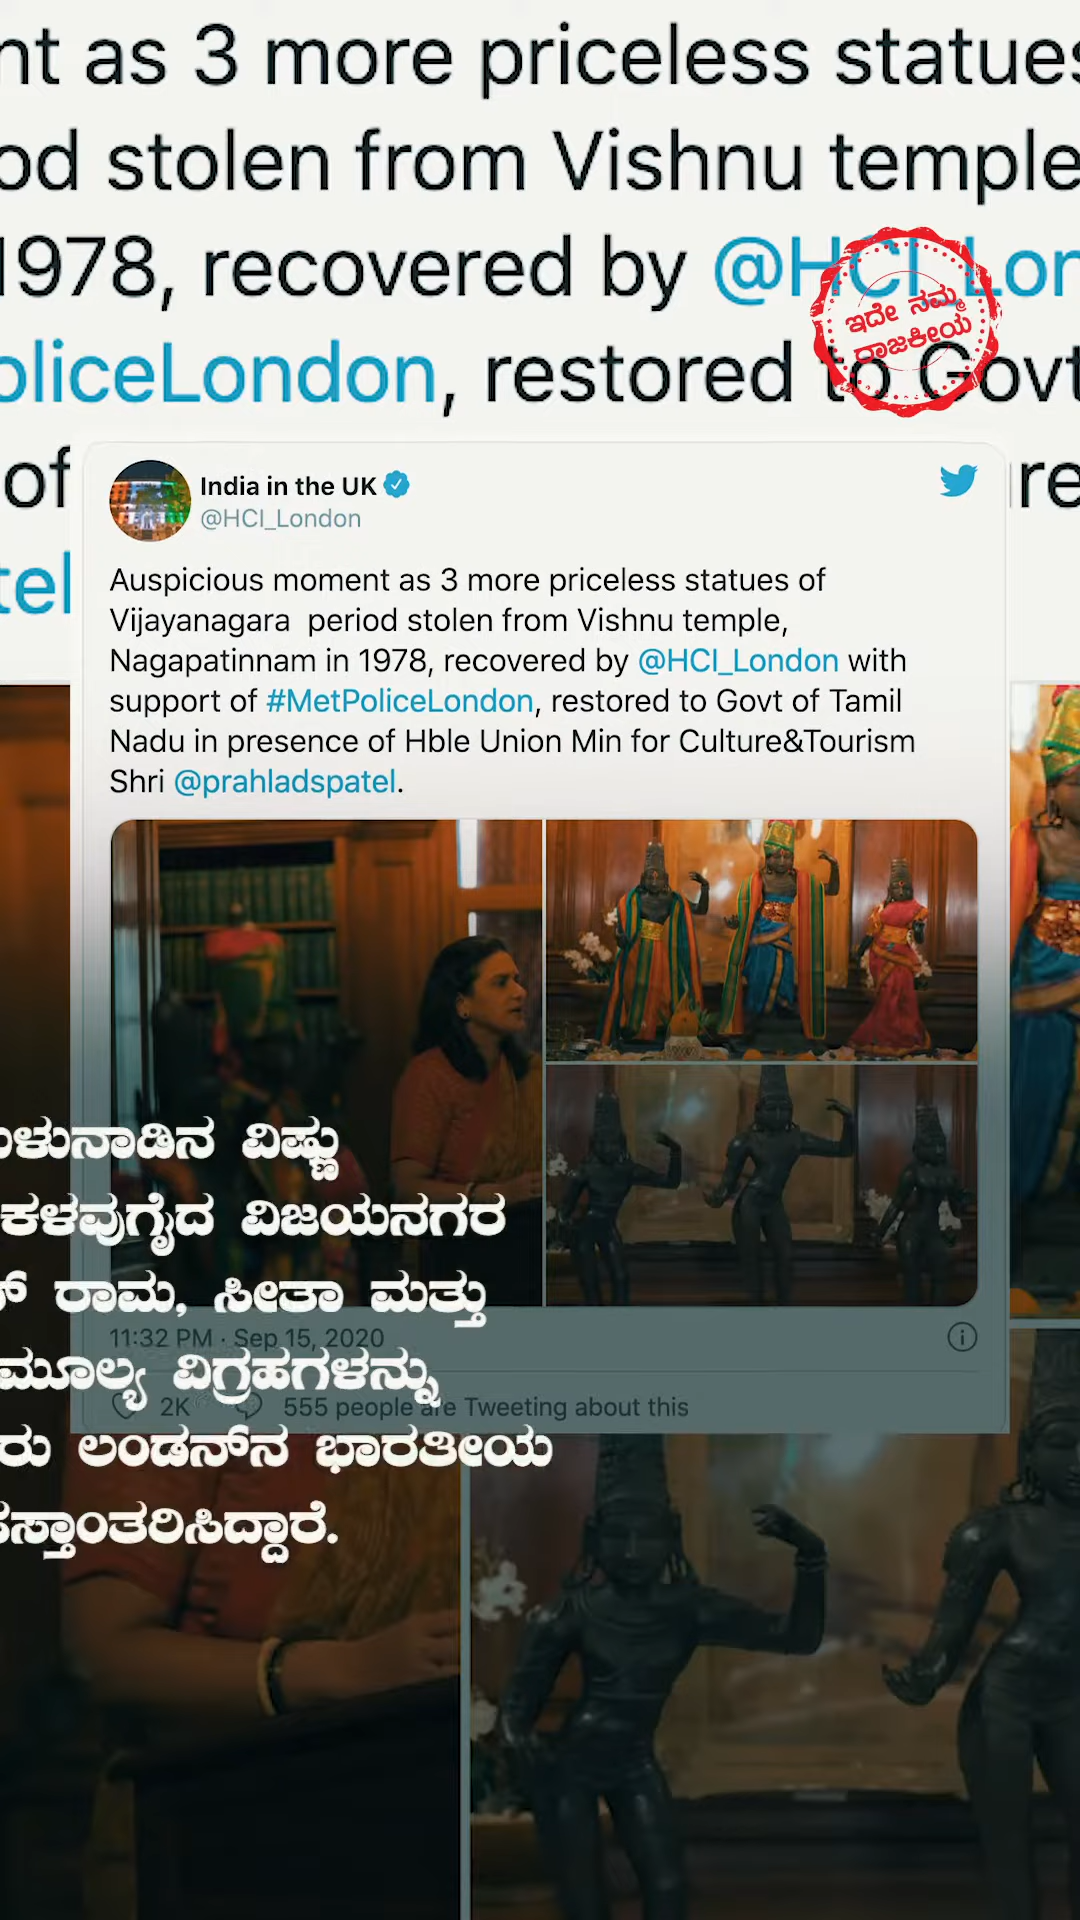 nt as 3 more priceless statues
od stolen from Vishnu temple
1978, recovered by @HCI_Lon
ಇದೇ ನಮ್ಮ
ರಾಜಕೀಯ
oliceLondon, restored to Govt
of
tel
India in the UK
@HCI_London
Auspicious moment as 3 more priceless statues of
Vijayanagara period stolen from Vishnu temple,
Nagapatinnam in 1978, recovered by @HCI_London with
support of #MetPoliceLondon, restored to Govt of Tamil
Nadu in presence of Hble Union Min for Culture&Tourism
Shri @prahladspatel.
ಳುನಾಡಿನ ವಿಷ್ಣು
ಕಳವುಗೈದ ವಿಜಯನಗರ
ರಾಮ, ಸೀತಾ ಮತ್ತು
ಮೂಲ್ಯ ವಿಗ್ರಹಗಳನ್ನು
ರು ಲಂಡನ್‌ನ ಭಾರತೀಯ
ಸ್ತಾಂತರಿಸಿದ್ದಾರೆ.
11:32 PM · Sep 15, 2020
2K 555 people are Tweeting about this